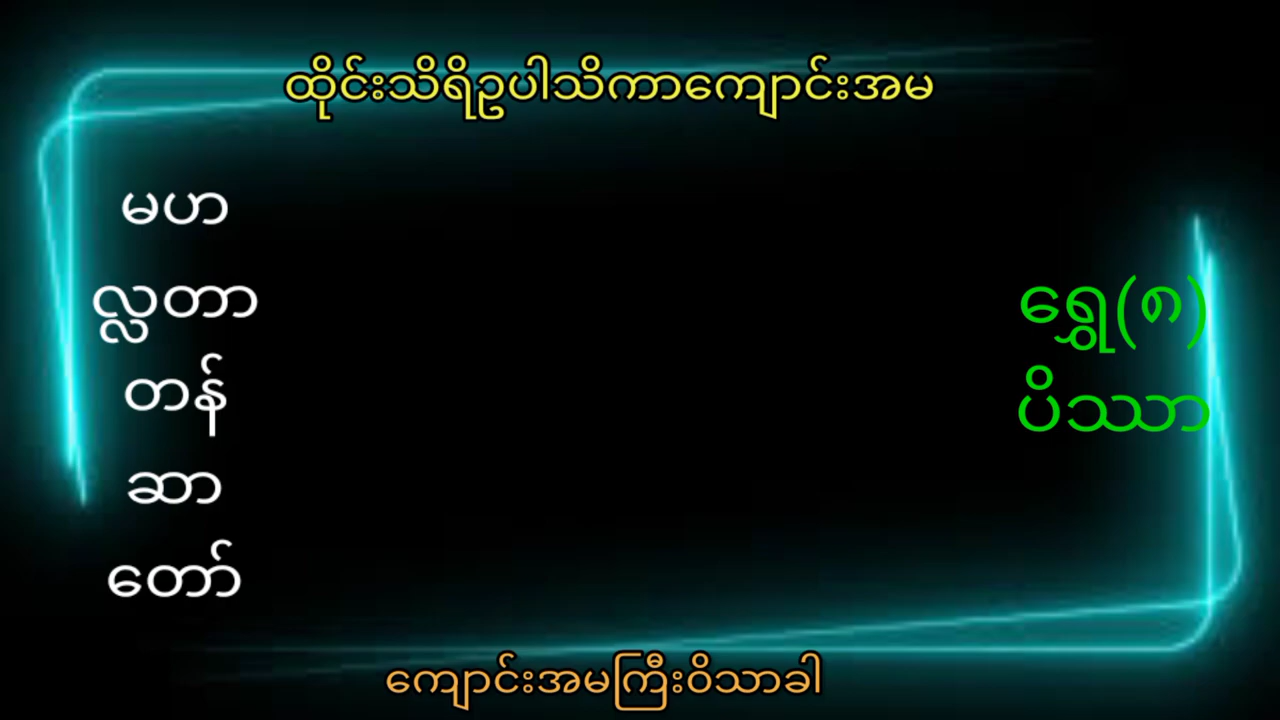 ထိုင်းသိရိဥပါသိကာကျောင်းအမ
မဟာ
လ္လတာ
တန်
ဆာ
တော်
ရွှေ(၈)
ပိဿာ
ကျောင်းအမကြီးဝိသာခါ